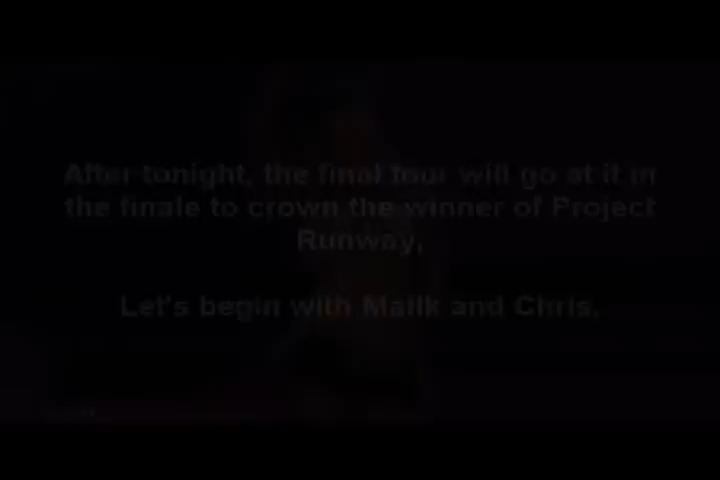 After tonight, the final four will go at it in
the finale to crown the winner of Project
Runway.
Let's begin with Malik and Chris.